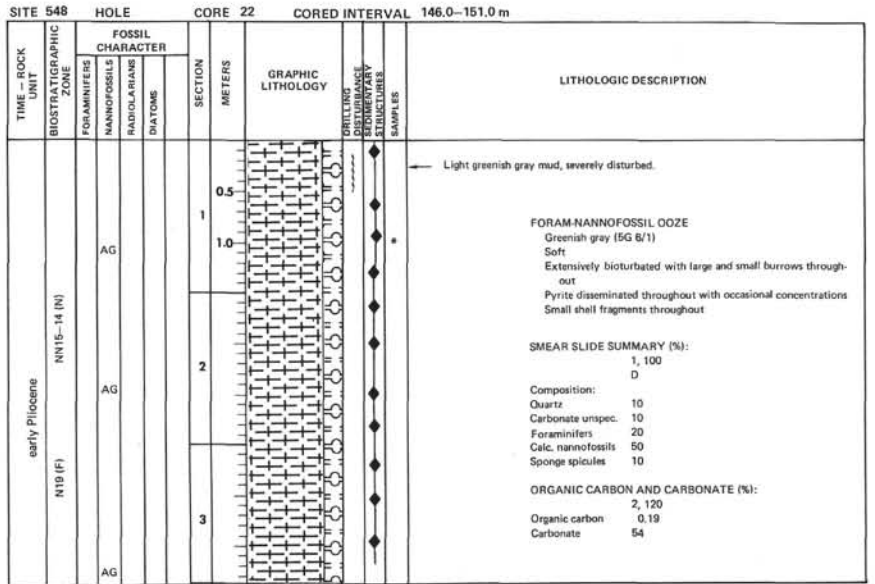 SITE 548 HOLE CORE 22 CORED INTERVAL 146.0–151.0 m
TIME – ROCK UNIT
BIOSTRATIGRAPHIC ZONE
FOSSIL CHARACTER
FORAMINIFERS
NANNOFOSSILS
RADIOLARIANS
DIATOMS
SECTION
METERS
GRAPHIC LITHOLOGY
DRILLING DISTURBANCE
SEDIMENTARY STRUCTURES
SAMPLES
LITHOLOGIC DESCRIPTION
early Pliocene
NN15–14 (N)
N19 (F)
AG
AG
AG
1
2
3
0.5
1.0
*
Light greenish gray mud, severely disturbed.
FORAM-NANNOFOSSIL OOZE
Greenish gray (5G 6/1)
Soft
Extensively bioturbated with large and small burrows through-
out
Pyrite disseminated throughout with occasional concentrations
Small shell fragments throughout
SMEAR SLIDE SUMMARY (%):
1, 100
D
Composition:
Quartz 10
Carbonate unspec. 10
Foraminifers 20
Calc. nannofossils 50
Sponge spicules 10
ORGANIC CARBON AND CARBONATE (%):
2, 120
Organic carbon 0.19
Carbonate 54